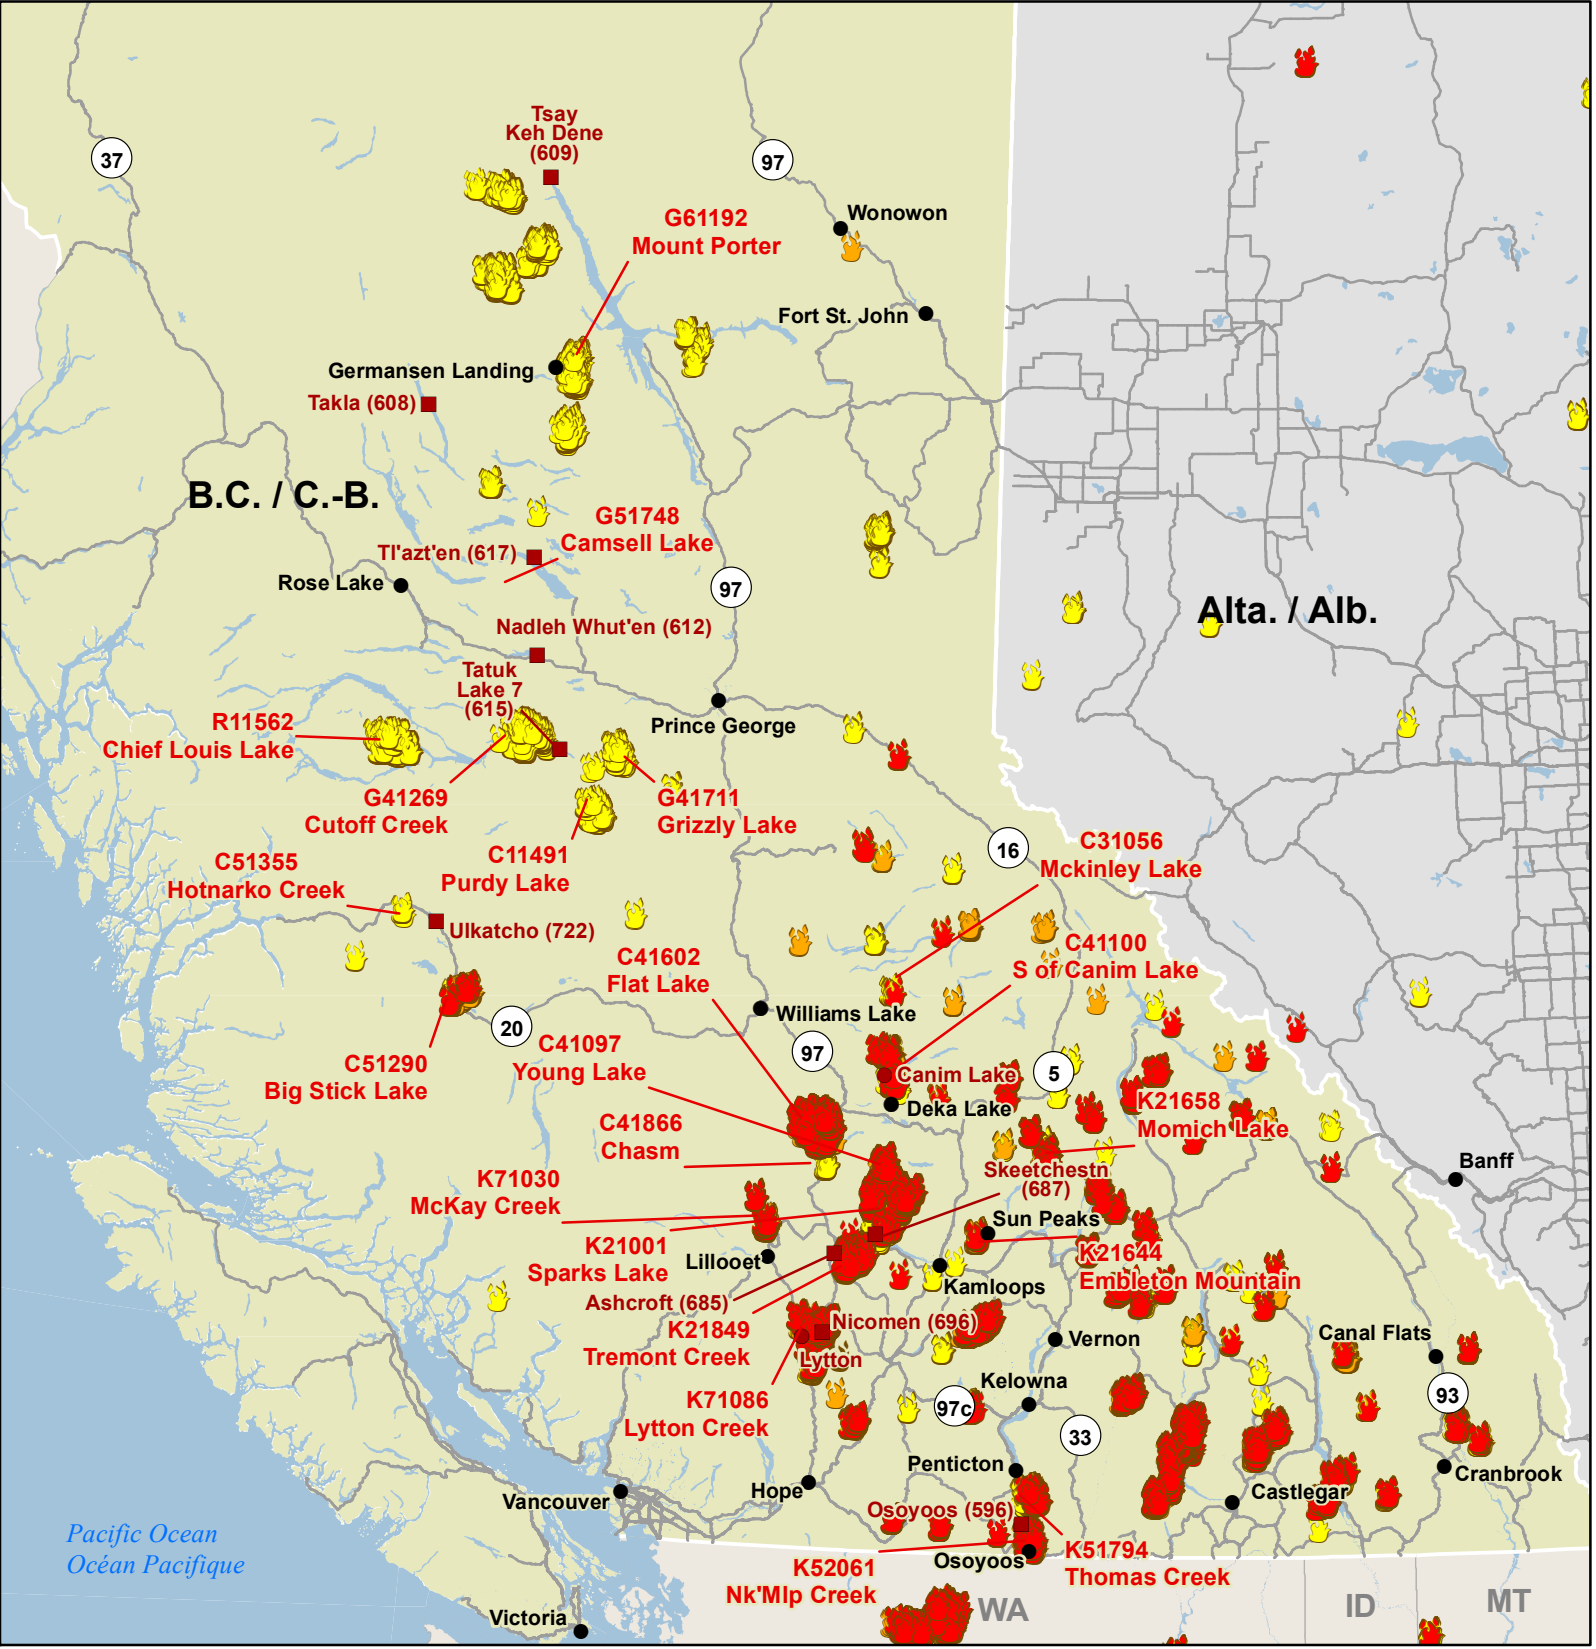 Tsay
Keh Dene
(609)
37
97
G61192
Mount Porter
Wonowon
Fort St. John
Germansen Landing
Takla (608)
B.C. / C.-B.
G51748
Camsell Lake
Tl'azt'en (617)
Rose Lake
97
Alta. / Alb.
Nadleh Whut'en (612)
Tatuk
Lake 7
(615)
R11562
Chief Louis Lake
Prince George
G41269
Cutoff Creek
G41711
Grizzly Lake
C11491
Purdy Lake
16
C31056
Mckinley Lake
C51355
Hotnarko Creek
Ulkatcho (722)
C41602
Flat Lake
C41100
S of Canim Lake
Williams Lake
20
97
C51290
Big Stick Lake
C41097
Young Lake
Canim Lake
5
Deka Lake
K21658
Momich Lake
C41866
Chasm
Skeetchestn
(687)
Banff
K71030
McKay Creek
Sun Peaks
K21001
Sparks Lake
Lillooet
K21644
Embleton Mountain
Kamloops
Ashcroft (685)
Nicomen (696)
K21849
Tremont Creek
Lytton
Vernon
Canal Flats
K71086
Lytton Creek
Kelowna
97c
93
33
Penticton
Cranbrook
Hope
Castlegar
Vancouver
Osoyoos (596)
Pacific Ocean
Océan Pacifique
K52061
Nk'Mlp Creek
Osoyoos
K51794
Thomas Creek
Victoria
WA
ID
MT